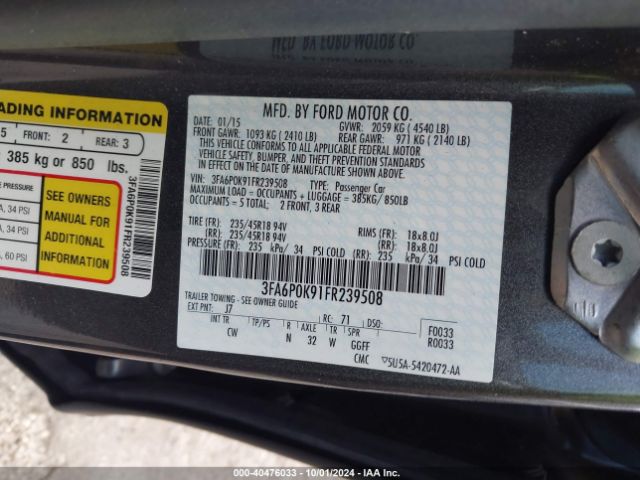 MFD. BY FORD MOTOR CO.
ADING INFORMATION
5 FRONT: 2 REAR: 3
385 kg or 850 lbs.
PRESSURE
A, 34 PSI
A, 34 PSI
A, 60 PSI
SEE OWNERS
MANUAL FOR
ADDITIONAL
INFORMATION
3FA6P0K91FR239508
MFD. BY FORD MOTOR CO.
DATE: 01/15 GVWR: 2059 KG ( 4540 LB)
FRONT GAWR: 1093 KG ( 2410 LB) REAR GAWR: 971 KG ( 2140 LB)
THIS VEHICLE CONFORMS TO ALL APPLICABLE FEDERAL MOTOR
VEHICLE SAFETY, BUMPER, AND THEFT PREVENTION STANDARDS
IN EFFECT ON THE DATE OF MANUFACTURE SHOWN ABOVE.
VIN: 3FA6P0K91FR239508 TYPE: Passenger Car
MAXIMUM LOAD = OCCUPANTS + LUGGAGE = 385KG/850LB
OCCUPANTS = 5 TOTAL: 2 FRONT, 3 REAR
TIRE (FR): 235/45R18 94V RIMS (FR): 18x8.0J
(RR): 235/45R18 94V (RR): 18x8.0J
PRESSURE (FR): 235 kPa/ 34 PSI COLD (RR): 235 kPa/ 34 PSI COLD
3FA6P0K91FR239508
TRAILER TOWING - SEE OWNER GUIDE
EXT PNT: J7 RC: 71 DSO: F0033
R0033
INT TR TP/PS R AXLE TR SPR
CW N 32 W GGFF
CMC 5U5A-5420472-AA
000-40476033 - 10/01/2024 - IAA Inc.